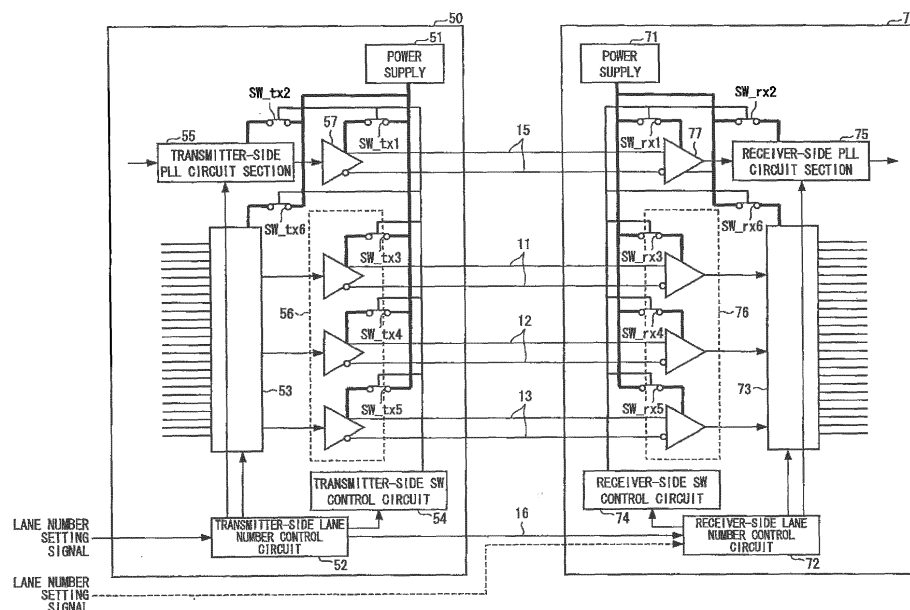 50
7
51
POWER
SUPPLY
71
POWER
SUPPLY
SW_tx2
SW_rx2
55
57
SW_tx1
15
SW_rx1
77
75
TRANSMITTER-SIDE
PLL CIRCUIT SECTION
RECEIVER-SIDE PLL
CIRCUIT SECTION
SW_tx6
SW_rx6
SW_tx3
11
SW_rx3
56
SW_tx4
12
SW_rx4
76
53
SW_tx5
13
SW_rx5
73
TRANSMITTER-SIDE SW
CONTROL CIRCUIT
54
RECEIVER-SIDE SW
CONTROL CIRCUIT
74
LANE NUMBER
SETTING
SIGNAL
TRANSMITTER-SIDE LANE
NUMBER CONTROL
CIRCUIT
52
16
RECEIVER-SIDE LANE
NUMBER CONTROL
CIRCUIT
72
LANE NUMBER
SETTING
SIGNAL